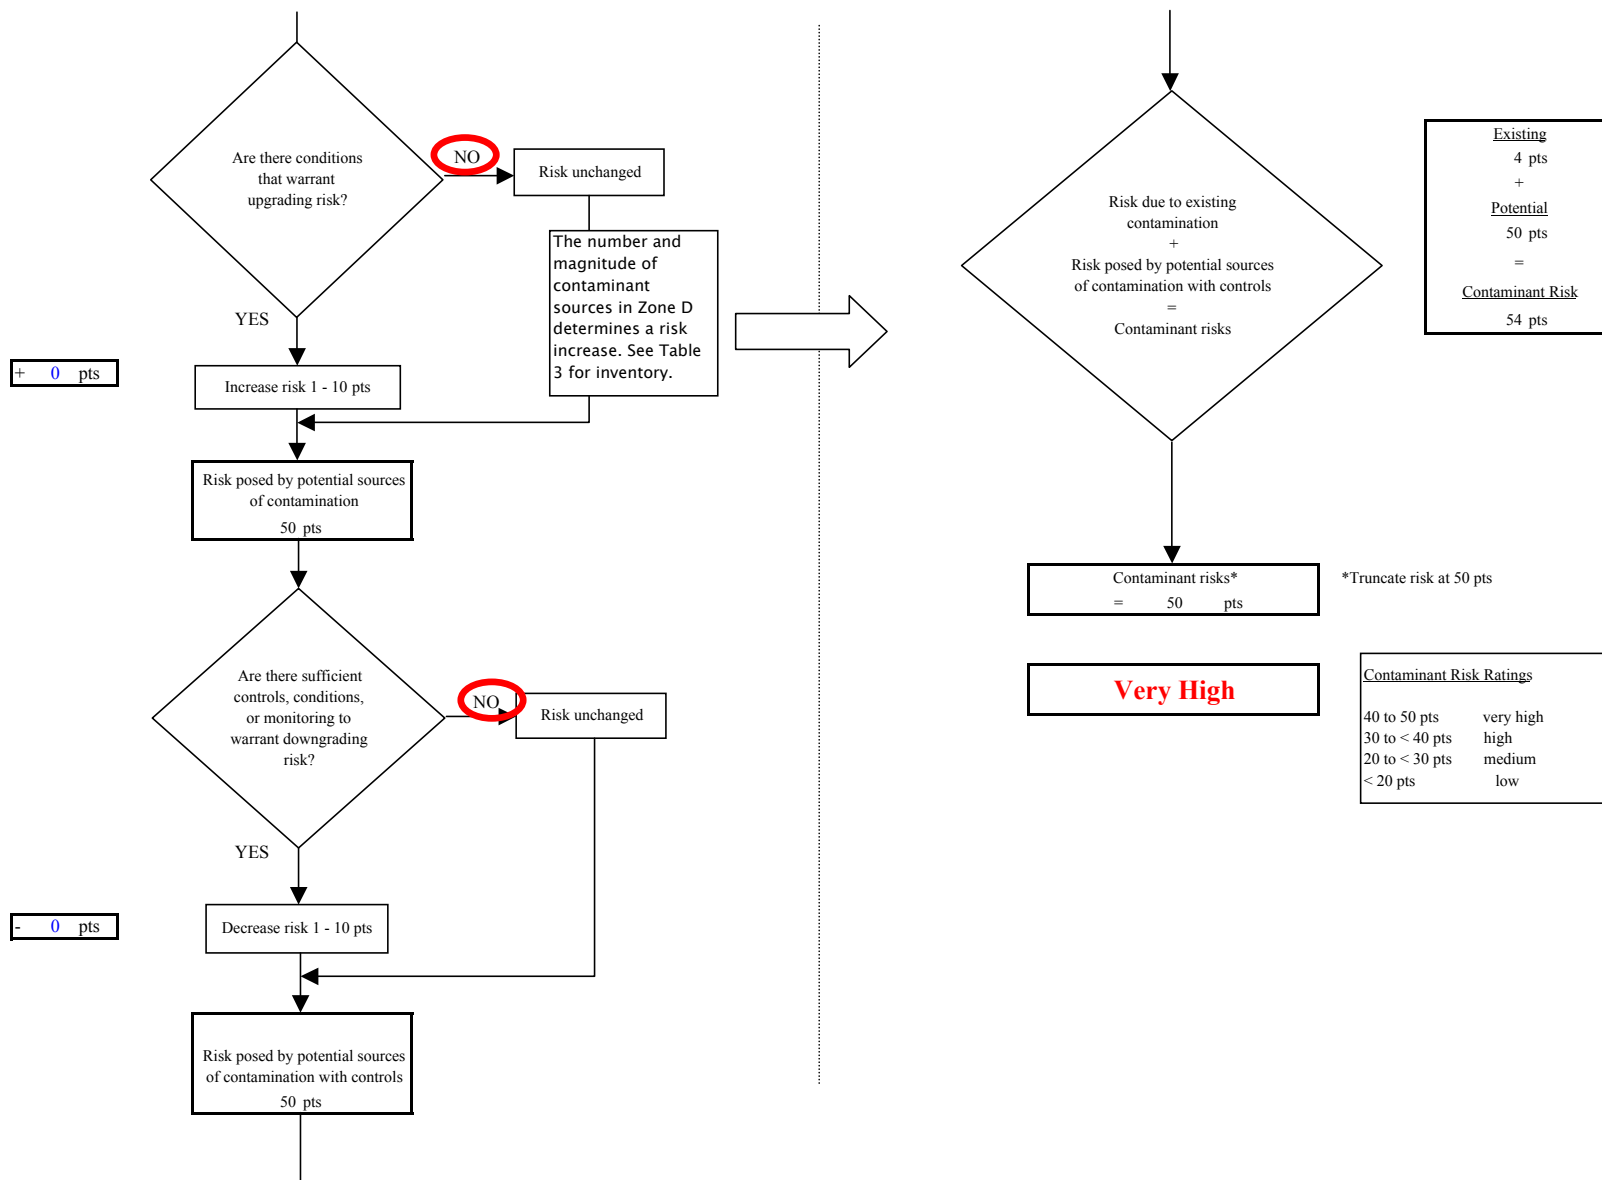 Are there conditions
that warrant
upgrading risk?
NO
Risk unchanged
The number and
magnitude of
contaminant
sources in Zone D
determines a risk
increase. See Table
3 for inventory.
YES
+ 0 pts
Increase risk 1 - 10 pts
Risk posed by potential sources
of contamination
50 pts
Are there sufficient
controls, conditions,
or monitoring to
warrant downgrading
risk?
NO
Risk unchanged
YES
- 0 pts
Decrease risk 1 - 10 pts
Risk posed by potential sources
of contamination with controls
50 pts
Risk due to existing
contamination
+
Risk posed by potential sources
of contamination with controls
=
Contaminant risks
Existing
4 pts
+
Potential
50 pts
=
Contaminant Risk
54 pts
Contaminant risks*
= 50 pts
*Truncate risk at 50 pts
Very High
Contaminant Risk Ratings
40 to 50 pts very high
30 to < 40 pts high
20 to < 30 pts medium
< 20 pts low